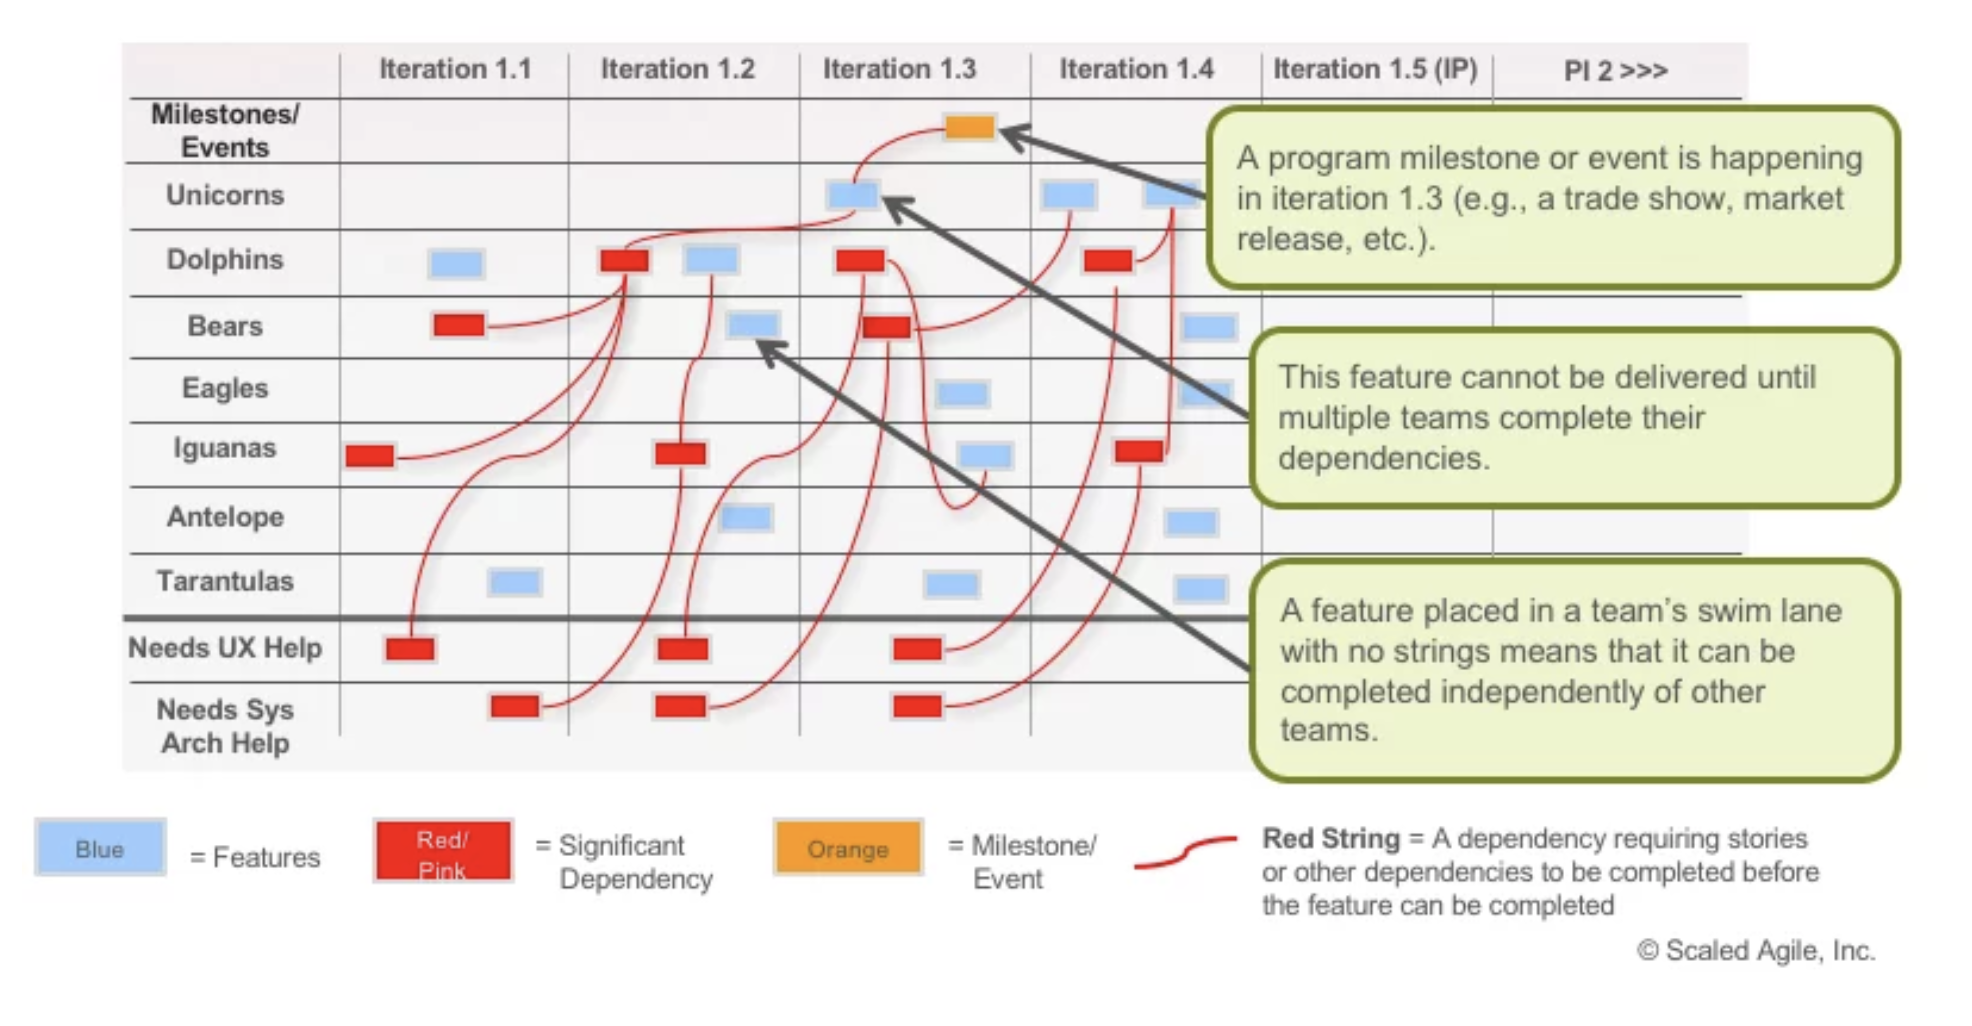 Iteration 1.1
Iteration 1.2
Iteration 1.3
Iteration 1.4
Iteration 1.5 (IP)
PI 2 >>>
Milestones/
Events
Unicorns
Dolphins
Bears
Eagles
Iguanas
Antelope
Tarantulas
Needs UX Help
Needs Sys
Arch Help
A program milestone or event is happening
in iteration 1.3 (e.g., a trade show, market
release, etc.).
This feature cannot be delivered until
multiple teams complete their
dependencies.
A feature placed in a team’s swim lane
with no strings means that it can be
completed independently of other
teams.
Blue
= Features
Red/
Pink
= Significant
Dependency
Orange
= Milestone/
Event
Red String = A dependency requiring stories
or other dependencies to be completed before
the feature can be completed
© Scaled Agile, Inc.